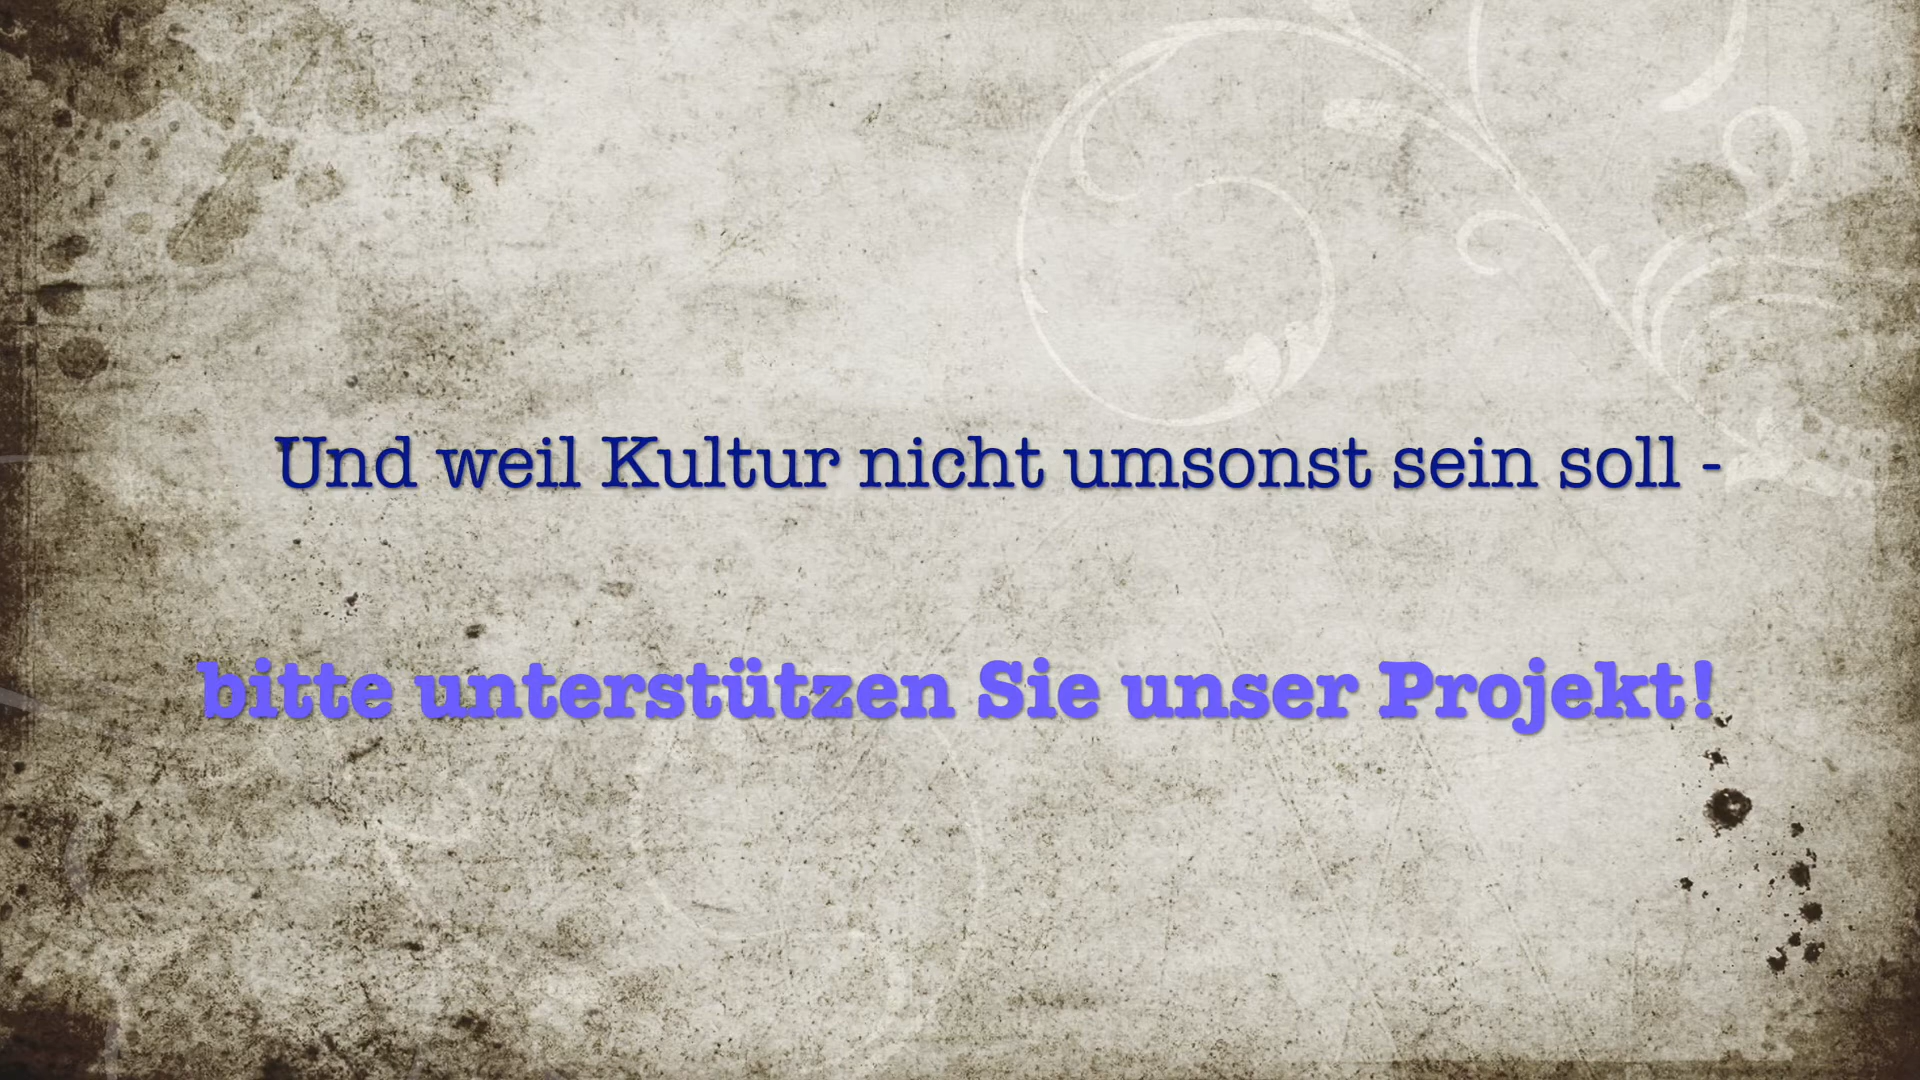 Und weil Kultur nicht umsonst sein soll -
bitte unterstützen Sie unser Projekt!